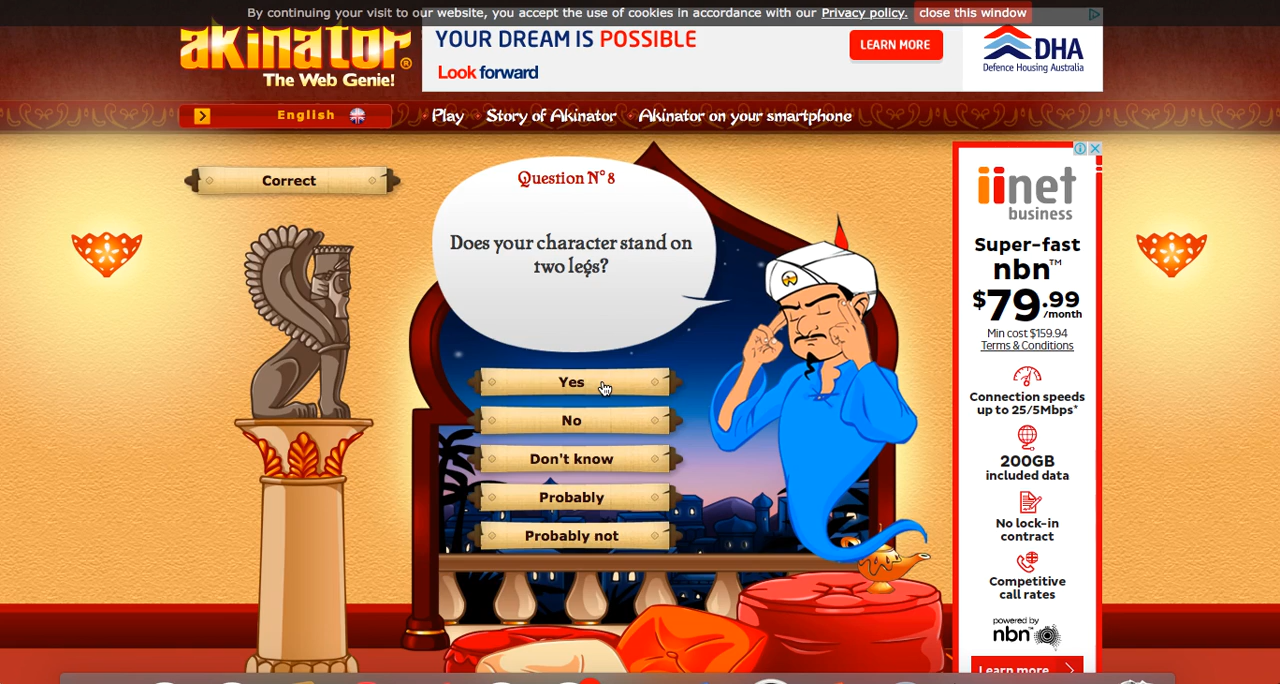 By continuing your visit to our website, you accept the use of cookies in accordance with our Privacy policy. close this window
akinator®
The Web Genie!
YOUR DREAM IS POSSIBLE
Look forward
LEARN MORE
DHA
Defence Housing Australia
English
Play
Story of Akinator
Akinator on your smartphone
Correct
Question N° 8
Does your character stand on
two legs?
Yes
No
Don't know
Probably
Probably not
iinet
business
Super-fast
nbn™
$79.99
/month
Min cost $159.94
Terms & Conditions
Connection speeds
up to 25/5Mbps*
200GB
included data
No lock-in
contract
Competitive
call rates
powered by
nbn
Learn more